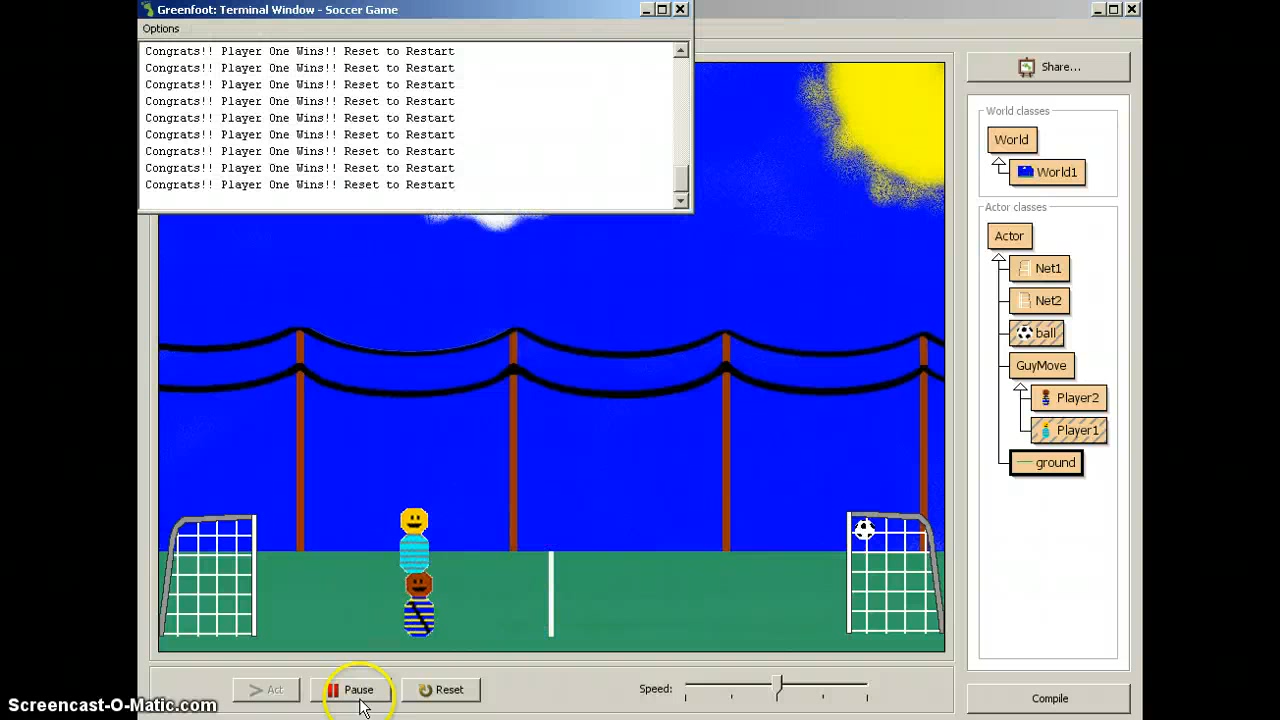 Greenfoot: Terminal Window - Soccer Game
Options
Congrats!! Player One Wins!! Reset to Restart
Congrats!! Player One Wins!! Reset to Restart
Congrats!! Player One Wins!! Reset to Restart
Congrats!! Player One Wins!! Reset to Restart
Congrats!! Player One Wins!! Reset to Restart
Congrats!! Player One Wins!! Reset to Restart
Congrats!! Player One Wins!! Reset to Restart
Congrats!! Player One Wins!! Reset to Restart
Congrats!! Player One Wins!! Reset to Restart
Share...
World classes
World
World1
Actor classes
Actor
Net1
Net2
ball
GuyMove
Player2
Player1
ground
Act
Pause
Reset
Speed:
Compile
Screencast-O-Matic.com